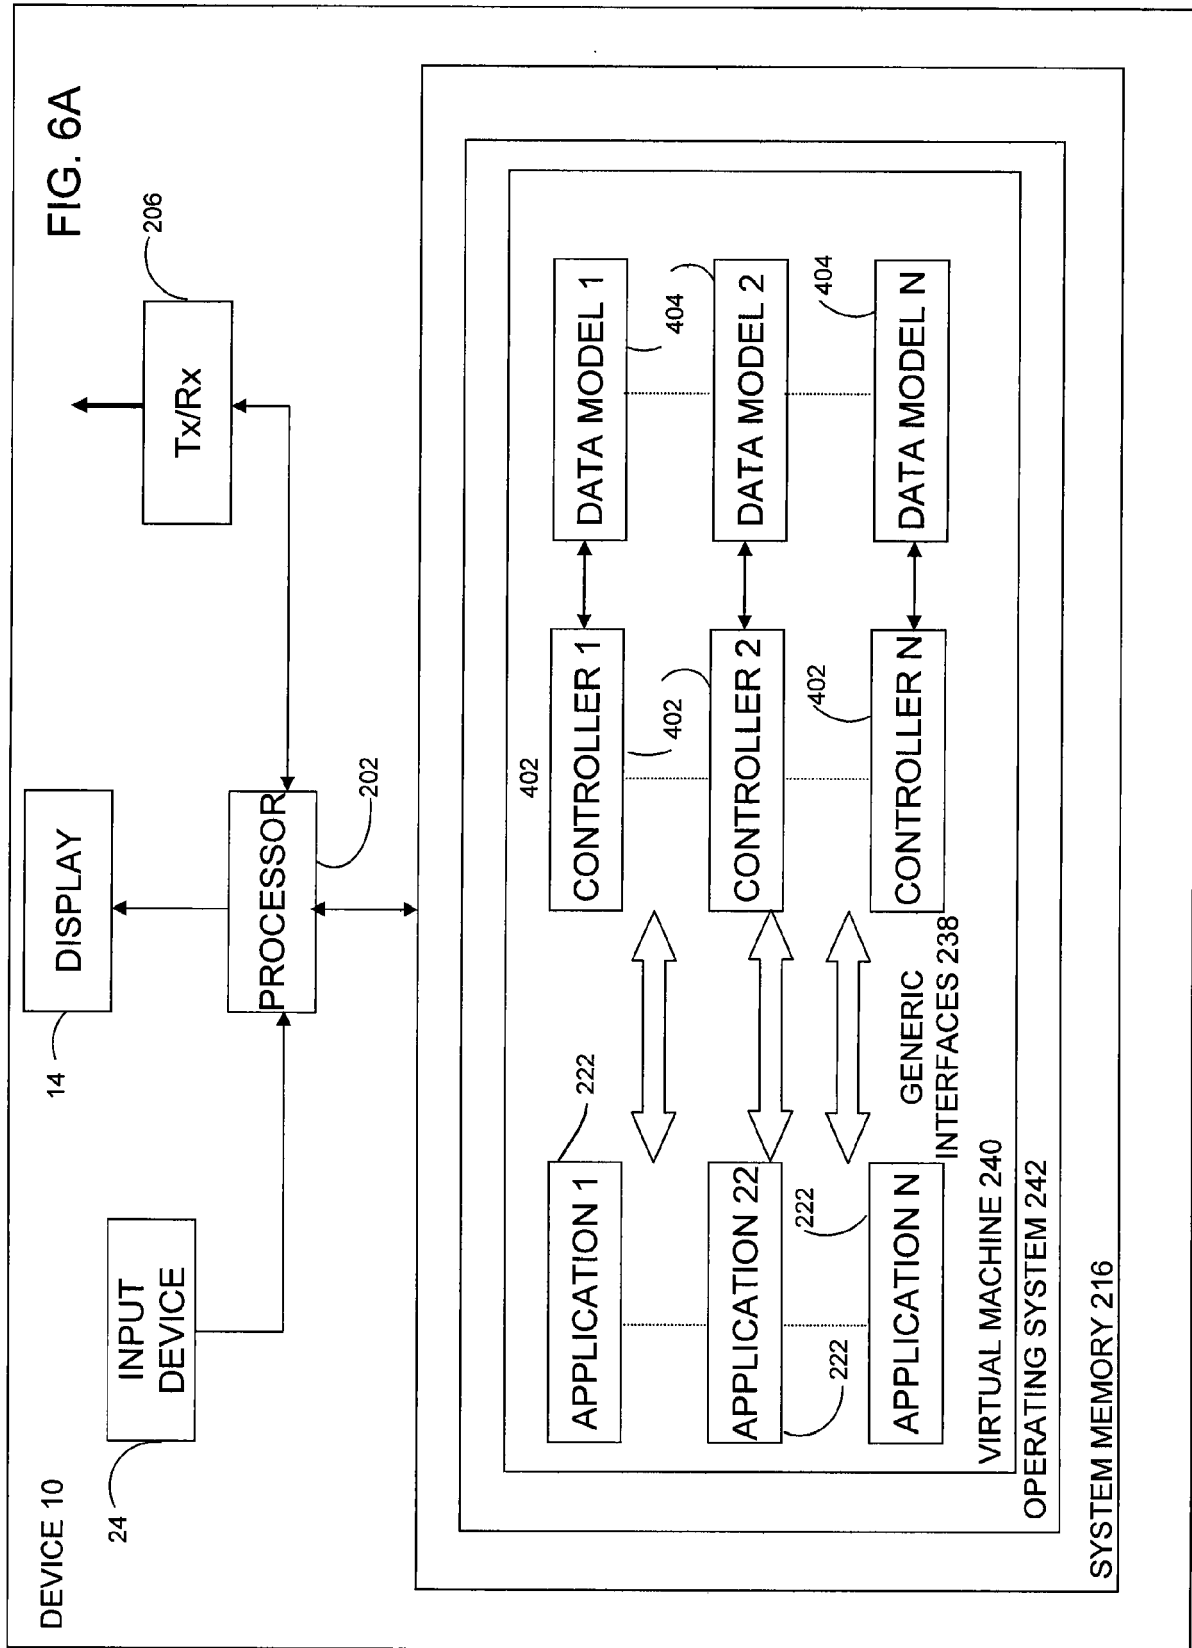 DEVICE 10
FIG. 6A
24
INPUT
DEVICE
14
DISPLAY
PROCESSOR
202
Tx/Rx
206
APPLICATION 1
222
402
CONTROLLER 1
DATA MODEL 1
404
402
APPLICATION 22
222
CONTROLLER 2
DATA MODEL 2
222
402
404
APPLICATION N
CONTROLLER N
DATA MODEL N
GENERIC
INTERFACES 238
VIRTUAL MACHINE 240
OPERATING SYSTEM 242
SYSTEM MEMORY 216